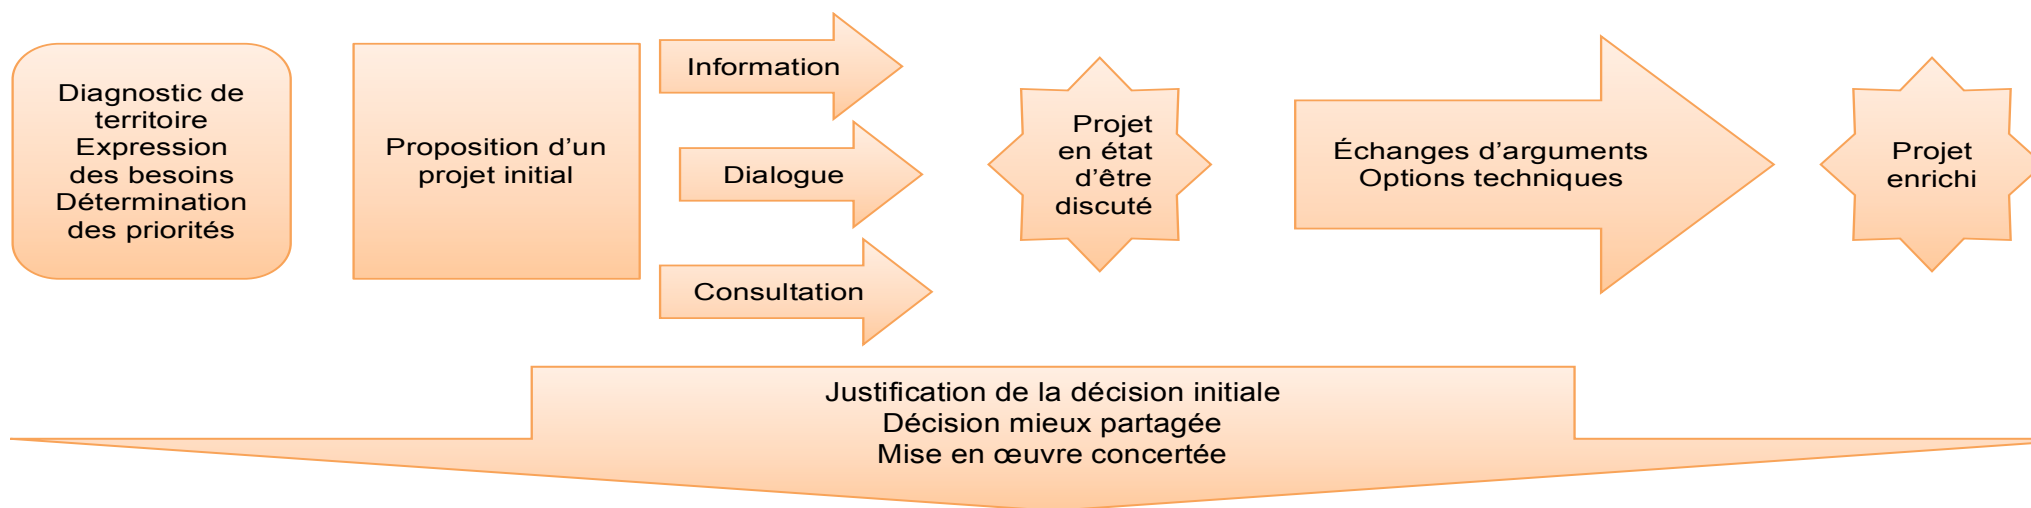 Diagnostic de
territoire
Expression
des besoins
Détermination
des priorités
Proposition d’un
projet initial
Information
Dialogue
Consultation
Projet
en état
d’être
discuté
Échanges d’arguments
Options techniques
Projet
enrichi
Justification de la décision initiale
Décision mieux partagée
Mise en œuvre concertée